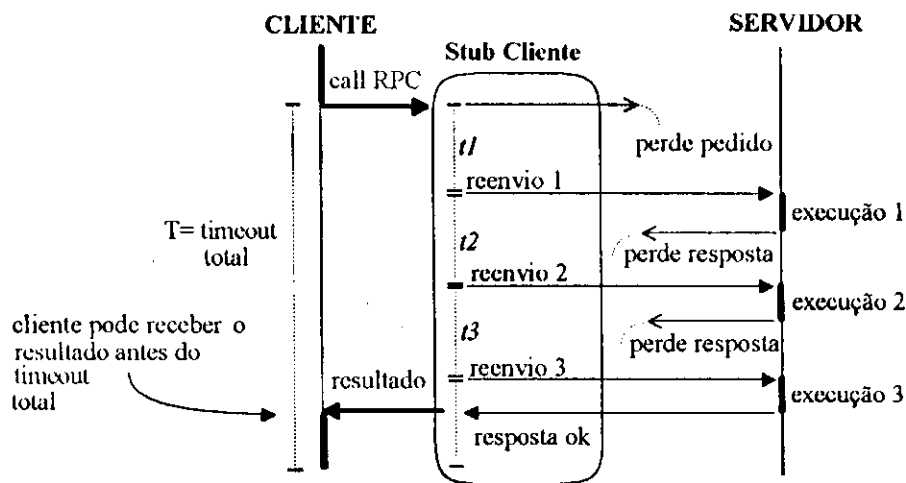 CLIENTE
SERVIDOR
Stub Cliente
call RPC
perde pedido
t1
reenvio 1
execução 1
T= timeout
total
t2
perde resposta
reenvio 2
execução 2
cliente pode receber o
resultado antes do
timeout
total
t3
perde resposta
resultado
reenvio 3
execução 3
resposta ok